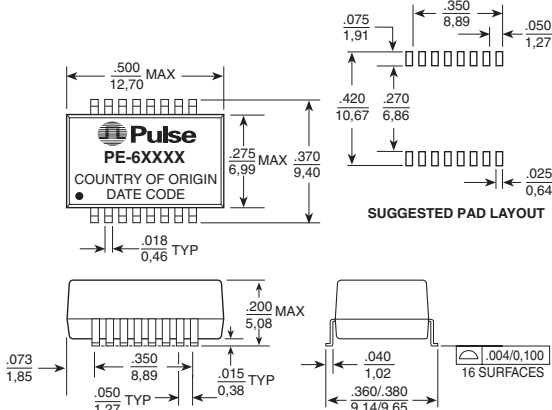 .500
12,70
MAX
Pulse
PE-6XXXX
COUNTRY OF ORIGIN
DATE CODE
.275
6,99
MAX
.370
9,40
.018
0,46
TYP
.350
8,89
.075
1,91
.050
1,27
.420
10,67
.270
6,86
.025
0,64
SUGGESTED PAD LAYOUT
.200
5,08
MAX
.073
1,85
.350
8,89
.015
0,38
TYP
.050
1,27
TYP
.040
1,02
.360/.380
9,14/9,65
.004/0,100
16 SURFACES